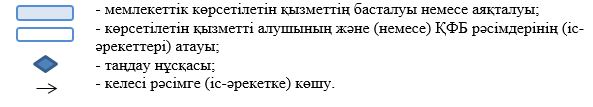 - мемлекеттік көрсетілетін қызметтің басталуы немесе аяқталуы;
- көрсетілетін қызметті алушының және (немесе) ҚФБ рәсімдерінің (іс-
әрекеттері) атауы;
- таңдау нұсқасы;
- келесі рәсімге (іс-әрекетке) көшу.